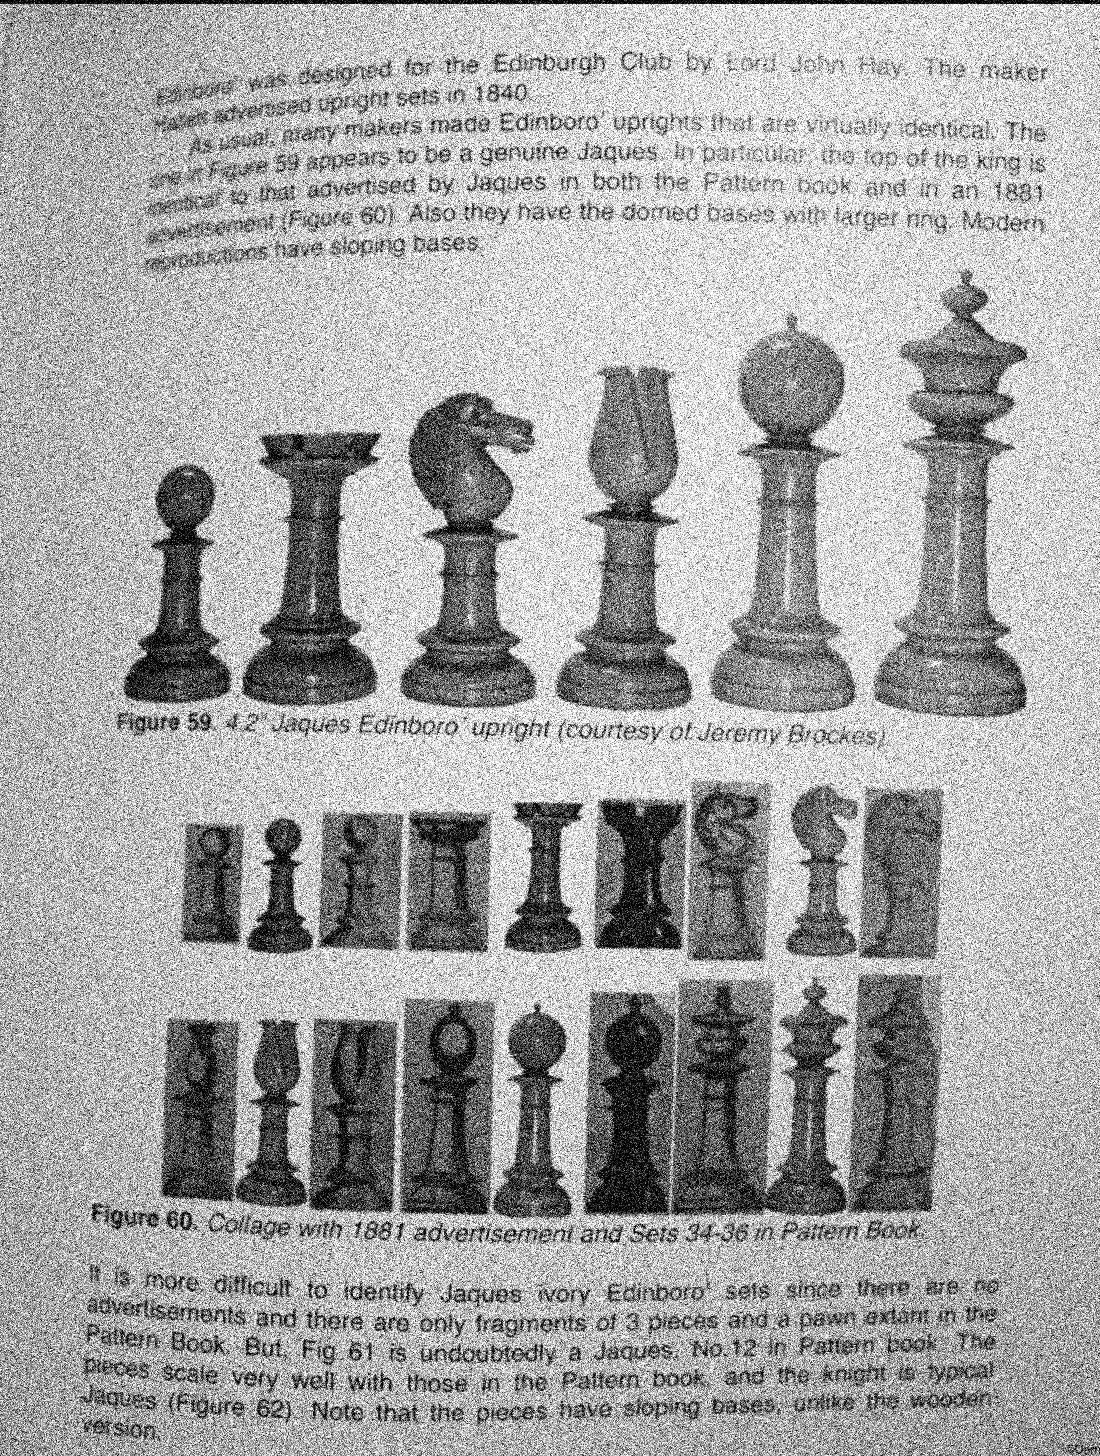 Edinboro' was designed for the Edinburgh Club by Lord John Hay. The maker
advertised upright sets in 1840.
As usual, many makers made Edinboro' uprights that are virtually identical. The
one in Figure 59 appears to be a genuine Jaques. In particular the top of the king is
identical to that advertised by Jaques in both the Pattern book and in an 1881
advertisement (Figure 60). Also they have the domed bases with larger ring. Modern
reproductions have sloping bases.
Figure 59. 4.2" Jaques Edinboro' upright (courtesy of Jeremy Brockes).
Figure 60. Collage with 1881 advertisement and Sets 34-36 in Pattern Book.
It is more difficult to identify Jaques ivory Edinboro' sets since there are no
advertisements and there are only fragments of 3 pieces and a pawn extant in the
Pattern Book. But, Fig 61 is undoubtedly a Jaques, No.12 in Pattern book. The
pieces scale very well with those in the Pattern book, and the knight is typical
Jaques (Figure 62). Note that the pieces have sloping bases, unlike the wooden
version.